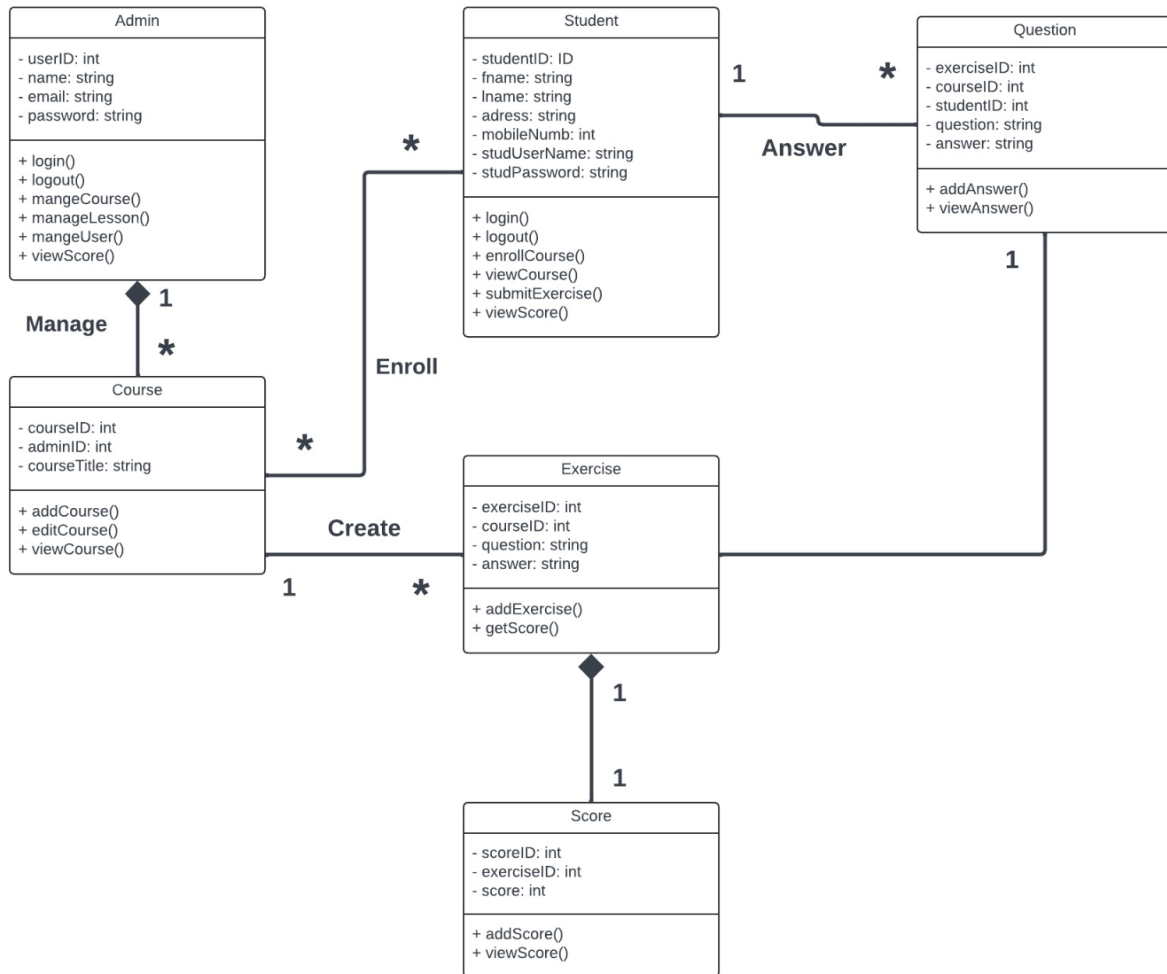 Admin
- userID: int
- name: string
- email: string
- password: string
+ login()
+ logout()
+ mangeCourse()
+ manageLesson()
+ mangeUser()
+ viewScore()
1
Manage
*
Course
- courseID: int
- adminID: int
- courseTitle: string
+ addCourse()
+ editCourse()
+ viewCourse()
Student
- studentID: ID
- fname: string
- lname: string
- adress: string
- mobileNumb: int
- studUserName: string
- studPassword: string
+ login()
+ logout()
+ enrollCourse()
+ viewCourse()
+ submitExercise()
+ viewScore()
*
Enroll
*
1
*
Answer
Question
- exerciseID: int
- courseID: int
- studentID: int
- question: string
- answer: string
+ addAnswer()
+ viewAnswer()
1
Create
1
*
Exercise
- exerciseID: int
- courseID: int
- question: string
- answer: string
+ addExercise()
+ getScore()
1
1
Score
- scoreID: int
- exerciseID: int
- score: int
+ addScore()
+ viewScore()